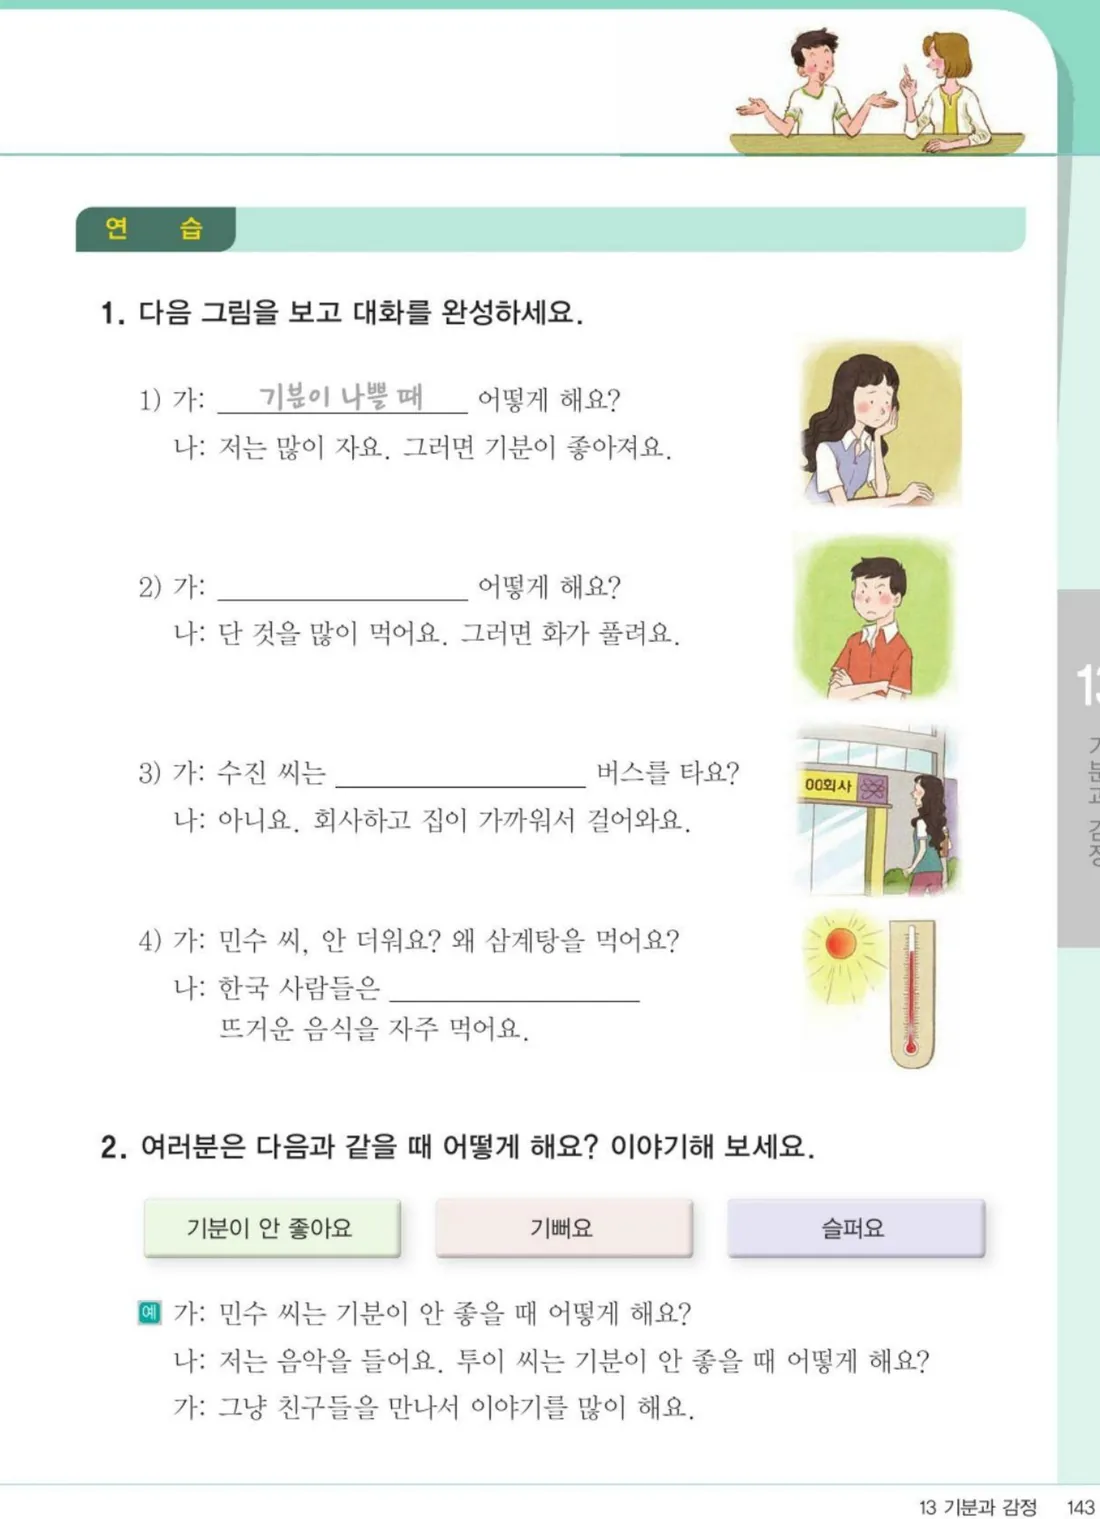 연 습
1. 다음 그림을 보고 대화를 완성하세요.
1) 가: 기분이 나쁠 때 어떻게 해요?
나: 저는 많이 자요. 그러면 기분이 좋아져요.
2) 가: 어떻게 해요?
나: 단 것을 많이 먹어요. 그러면 화가 풀려요.
3) 가: 수진 씨는 버스를 타요?
나: 아니요. 회사하고 집이 가까워서 걸어와요.
00회사
4) 가: 민수 씨, 안 더워요? 왜 삼계탕을 먹어요?
나: 한국 사람들은
뜨거운 음식을 자주 먹어요.
2. 여러분은 다음과 같을 때 어떻게 해요? 이야기해 보세요.
기분이 안 좋아요
기뻐요
슬퍼요
예 가: 민수 씨는 기분이 안 좋을 때 어떻게 해요?
나: 저는 음악을 들어요. 투이 씨는 기분이 안 좋을 때 어떻게 해요?
가: 그냥 친구들을 만나서 이야기를 많이 해요.
13 기분과 감정 143
13
기분과 감정